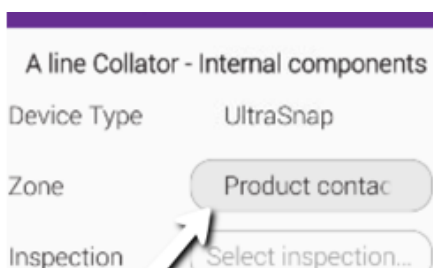 A line Collator - Internal components
Device Type UltraSnap
Zone Product contac
Inspection Select inspection...